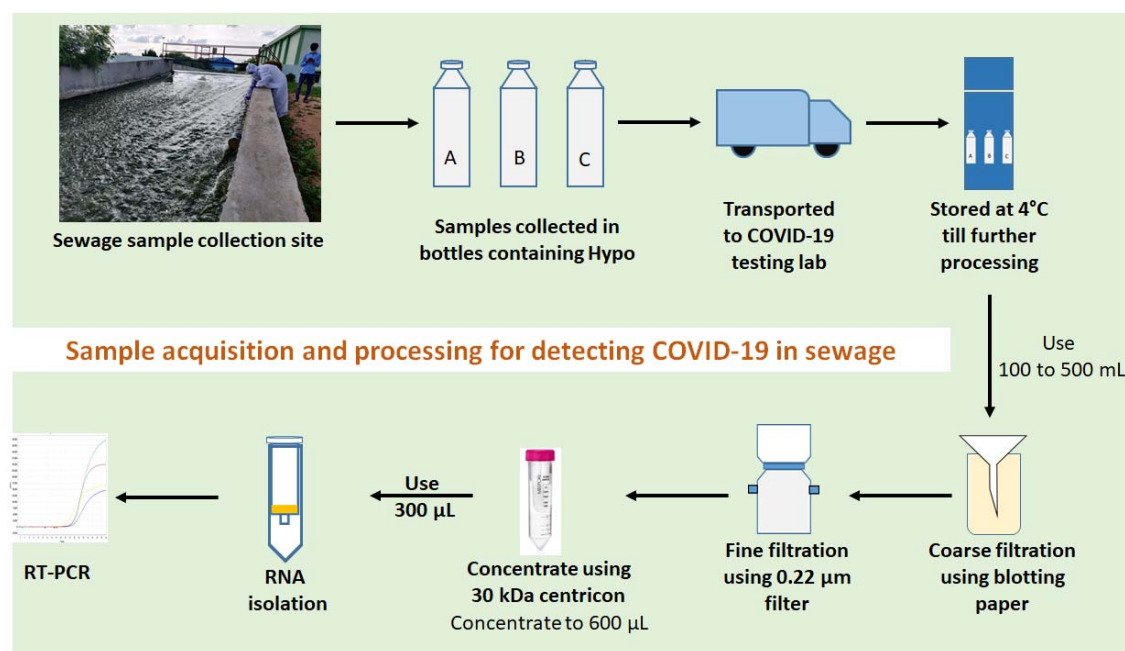 A
B
C
A
B
C
Sewage sample collection site
Samples collected in
bottles containing Hypo
Transported
to COVID-19
testing lab
Stored at 4°C
till further
processing
Sample acquisition and processing for detecting COVID-19 in sewage
Use
100 to 500 mL
Use
300 µL
RT-PCR
RNA
isolation
Concentrate using
30 kDa centricon
Concentrate to 600 µL
Fine filtration
using 0.22 µm
filter
Coarse filtration
using blotting
paper